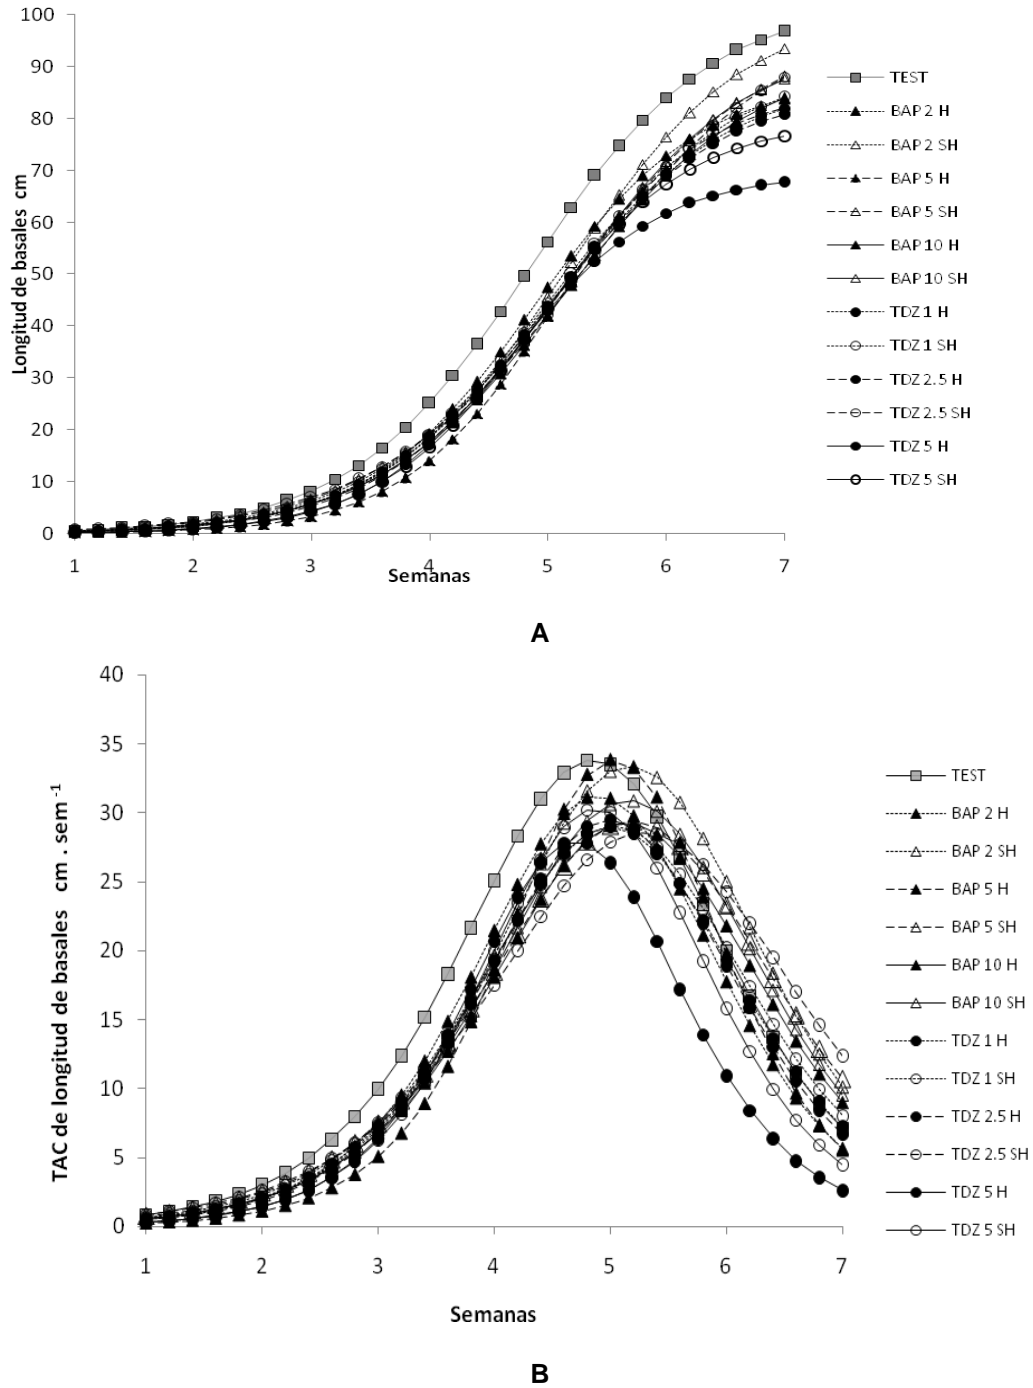 100
90
80
70
60
50
40
30
20
10
0
Longitud de basales cm
1 2 3 4 5 6 7
Semanas
TEST
BAP 2 H
BAP 2 SH
BAP 5 H
BAP 5 SH
BAP 10 H
BAP 10 SH
TDZ 1 H
TDZ 1 SH
TDZ 2.5 H
TDZ 2.5 SH
TDZ 5 H
TDZ 5 SH
A
40
35
30
25
20
15
10
5
0
TAC de longitud de basales cm . sem⁻¹
1 2 3 4 5 6 7
Semanas
TEST
BAP 2 H
BAP 2 SH
BAP 5 H
BAP 5 SH
BAP 10 H
BAP 10 SH
TDZ 1 H
TDZ 1 SH
TDZ 2.5 H
TDZ 2.5 SH
TDZ 5 H
TDZ 5 SH
B